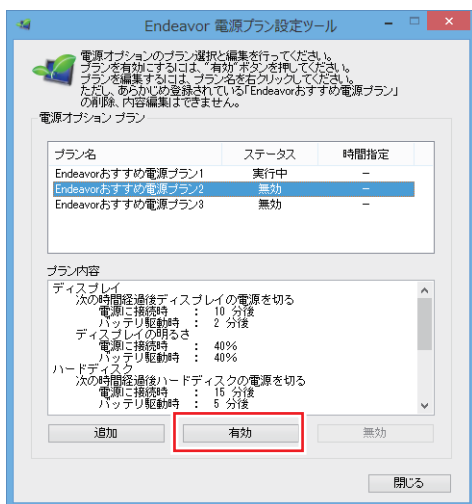 Endeavor 電源プラン設定ツール
電源オプションのプラン選択と編集を行ってください。
プランを有効にするには、"有効"ボタンを押してください。
プランを編集するには、プラン名を右クリックしてください。
ただし、あらかじめ登録されている「Endeavorおすすめ電源プラン」
の削除、内容編集はできません。
電源オプション プラン
プラン名 ステータス 時間指定
Endeavorおすすめ電源プラン1 実行中 －
Endeavorおすすめ電源プラン2 無効 －
Endeavorおすすめ電源プラン3 無効 －
プラン内容
ディスプレイ
次の時間経過後ディスプレイの電源を切る
電源に接続時 : 10 分後
バッテリ駆動時 : 2 分後
ディスプレイの明るさ
電源に接続時 : 40%
バッテリ駆動時 : 40%
ハードディスク
次の時間経過後ハードディスクの電源を切る
電源に接続時 : 15 分後
バッテリ駆動時 : 5 分後
追加 有効 無効
閉じる